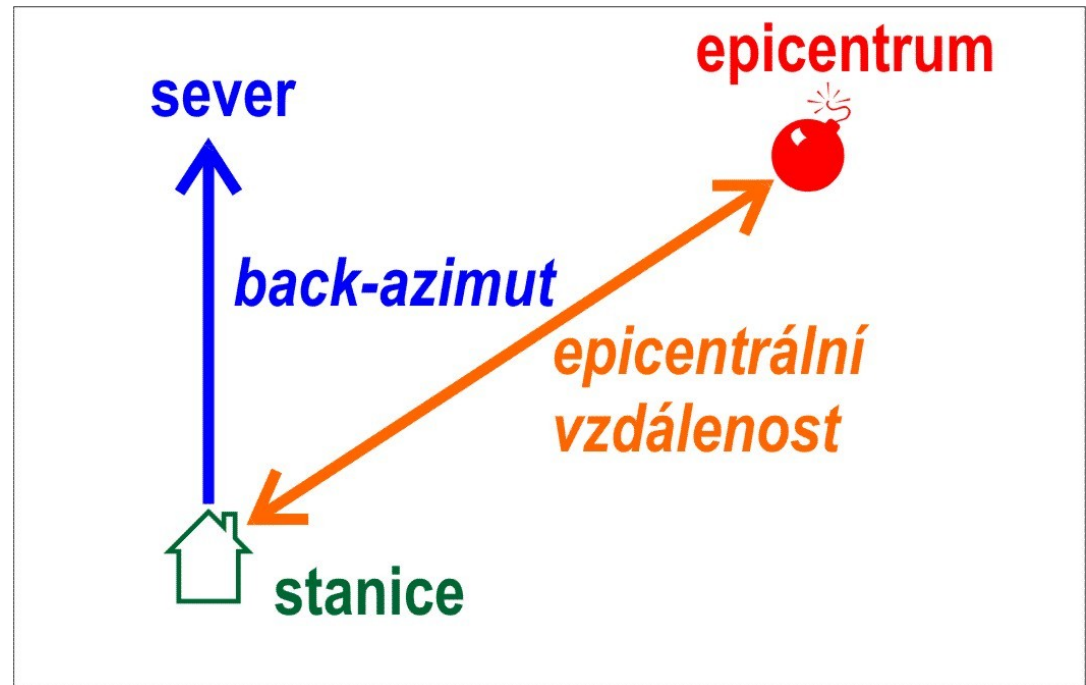 epicentrum
sever
back-azimut
epicentrální
vzdálenost
stanice